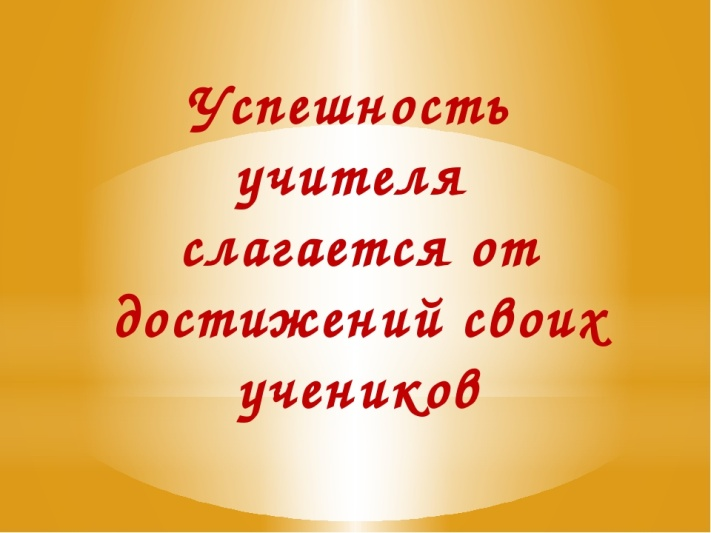 Успешность
учителя
слагается от
достижений своих
учеников